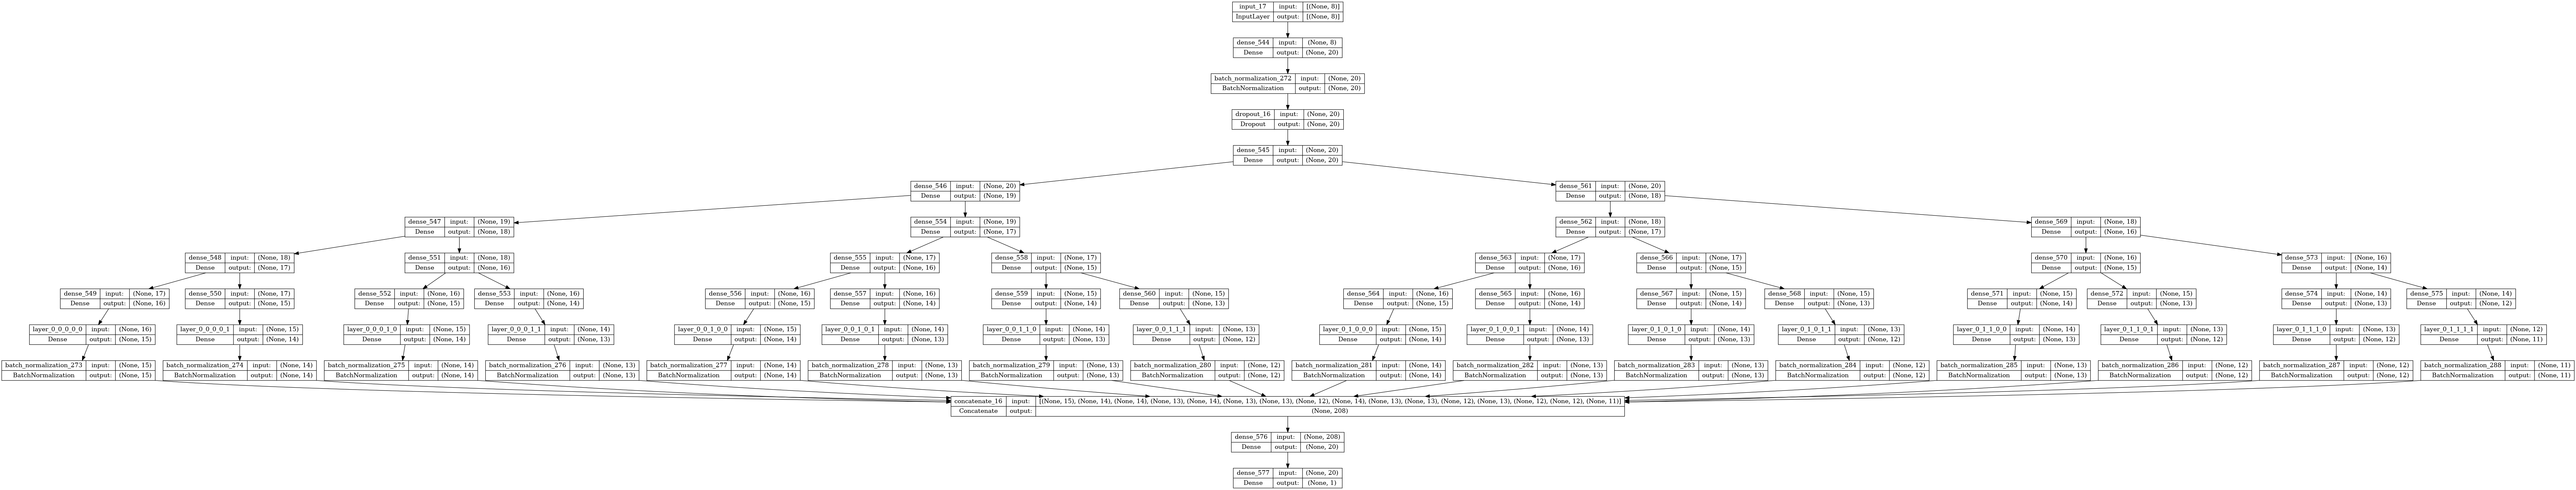 input_17 input: [(None, 8)]
InputLayer output: [(None, 8)]
dense_544 input: (None, 8)
Dense output: (None, 20)
batch_normalization_272 input: (None, 20)
BatchNormalization output: (None, 20)
dropout_16 input: (None, 20)
Dropout output: (None, 20)
dense_545 input: (None, 20)
Dense output: (None, 20)
dense_546 input: (None, 20)
Dense output: (None, 19)
dense_561 input: (None, 20)
Dense output: (None, 18)
dense_547 input: (None, 19)
Dense output: (None, 18)
dense_554 input: (None, 19)
Dense output: (None, 17)
dense_562 input: (None, 18)
Dense output: (None, 17)
dense_569 input: (None, 18)
Dense output: (None, 16)
dense_548 input: (None, 18)
Dense output: (None, 17)
dense_551 input: (None, 18)
Dense output: (None, 16)
dense_555 input: (None, 17)
Dense output: (None, 16)
dense_558 input: (None, 17)
Dense output: (None, 15)
dense_563 input: (None, 17)
Dense output: (None, 16)
dense_566 input: (None, 17)
Dense output: (None, 15)
dense_570 input: (None, 16)
Dense output: (None, 15)
dense_573 input: (None, 16)
Dense output: (None, 14)
dense_549 input: (None, 17)
Dense output: (None, 16)
dense_550 input: (None, 17)
Dense output: (None, 15)
dense_552 input: (None, 16)
Dense output: (None, 15)
dense_553 input: (None, 16)
Dense output: (None, 14)
dense_556 input: (None, 16)
Dense output: (None, 15)
dense_557 input: (None, 16)
Dense output: (None, 14)
dense_559 input: (None, 15)
Dense output: (None, 14)
dense_560 input: (None, 15)
Dense output: (None, 13)
dense_564 input: (None, 16)
Dense output: (None, 15)
dense_565 input: (None, 16)
Dense output: (None, 14)
dense_567 input: (None, 15)
Dense output: (None, 14)
dense_568 input: (None, 15)
Dense output: (None, 13)
dense_571 input: (None, 15)
Dense output: (None, 14)
dense_572 input: (None, 15)
Dense output: (None, 13)
dense_574 input: (None, 14)
Dense output: (None, 13)
dense_575 input: (None, 14)
Dense output: (None, 12)
layer_0_0_0_0_0 input: (None, 16)
Dense output: (None, 15)
layer_0_0_0_0_1 input: (None, 15)
Dense output: (None, 14)
layer_0_0_0_1_0 input: (None, 15)
Dense output: (None, 14)
layer_0_0_0_1_1 input: (None, 14)
Dense output: (None, 13)
layer_0_0_1_0_0 input: (None, 15)
Dense output: (None, 14)
layer_0_0_1_0_1 input: (None, 14)
Dense output: (None, 13)
layer_0_0_1_1_0 input: (None, 14)
Dense output: (None, 13)
layer_0_0_1_1_1 input: (None, 13)
Dense output: (None, 12)
layer_0_1_0_0_0 input: (None, 15)
Dense output: (None, 14)
layer_0_1_0_0_1 input: (None, 14)
Dense output: (None, 13)
layer_0_1_0_1_0 input: (None, 14)
Dense output: (None, 13)
layer_0_1_0_1_1 input: (None, 13)
Dense output: (None, 12)
layer_0_1_1_0_0 input: (None, 14)
Dense output: (None, 13)
layer_0_1_1_0_1 input: (None, 13)
Dense output: (None, 12)
layer_0_1_1_1_0 input: (None, 13)
Dense output: (None, 12)
layer_0_1_1_1_1 input: (None, 12)
Dense output: (None, 11)
batch_normalization_273 input: (None, 15)
BatchNormalization output: (None, 15)
batch_normalization_274 input: (None, 14)
BatchNormalization output: (None, 14)
batch_normalization_275 input: (None, 14)
BatchNormalization output: (None, 14)
batch_normalization_276 input: (None, 13)
BatchNormalization output: (None, 13)
batch_normalization_277 input: (None, 14)
BatchNormalization output: (None, 14)
batch_normalization_278 input: (None, 13)
BatchNormalization output: (None, 13)
batch_normalization_279 input: (None, 13)
BatchNormalization output: (None, 13)
batch_normalization_280 input: (None, 12)
BatchNormalization output: (None, 12)
batch_normalization_281 input: (None, 14)
BatchNormalization output: (None, 14)
batch_normalization_282 input: (None, 13)
BatchNormalization output: (None, 13)
batch_normalization_283 input: (None, 13)
BatchNormalization output: (None, 13)
batch_normalization_284 input: (None, 12)
BatchNormalization output: (None, 12)
batch_normalization_285 input: (None, 13)
BatchNormalization output: (None, 13)
batch_normalization_286 input: (None, 12)
BatchNormalization output: (None, 12)
batch_normalization_287 input: (None, 12)
BatchNormalization output: (None, 12)
batch_normalization_288 input: (None, 11)
BatchNormalization output: (None, 11)
concatenate_16 input: [(None, 15), (None, 14), (None, 14), (None, 13), (None, 14), (None, 13), (None, 13), (None, 12), (None, 14), (None, 13), (None, 13), (None, 12), (None, 13), (None, 12), (None, 12), (None, 11)]
Concatenate output: (None, 208)
dense_576 input: (None, 208)
Dense output: (None, 20)
dense_577 input: (None, 20)
Dense output: (None, 1)